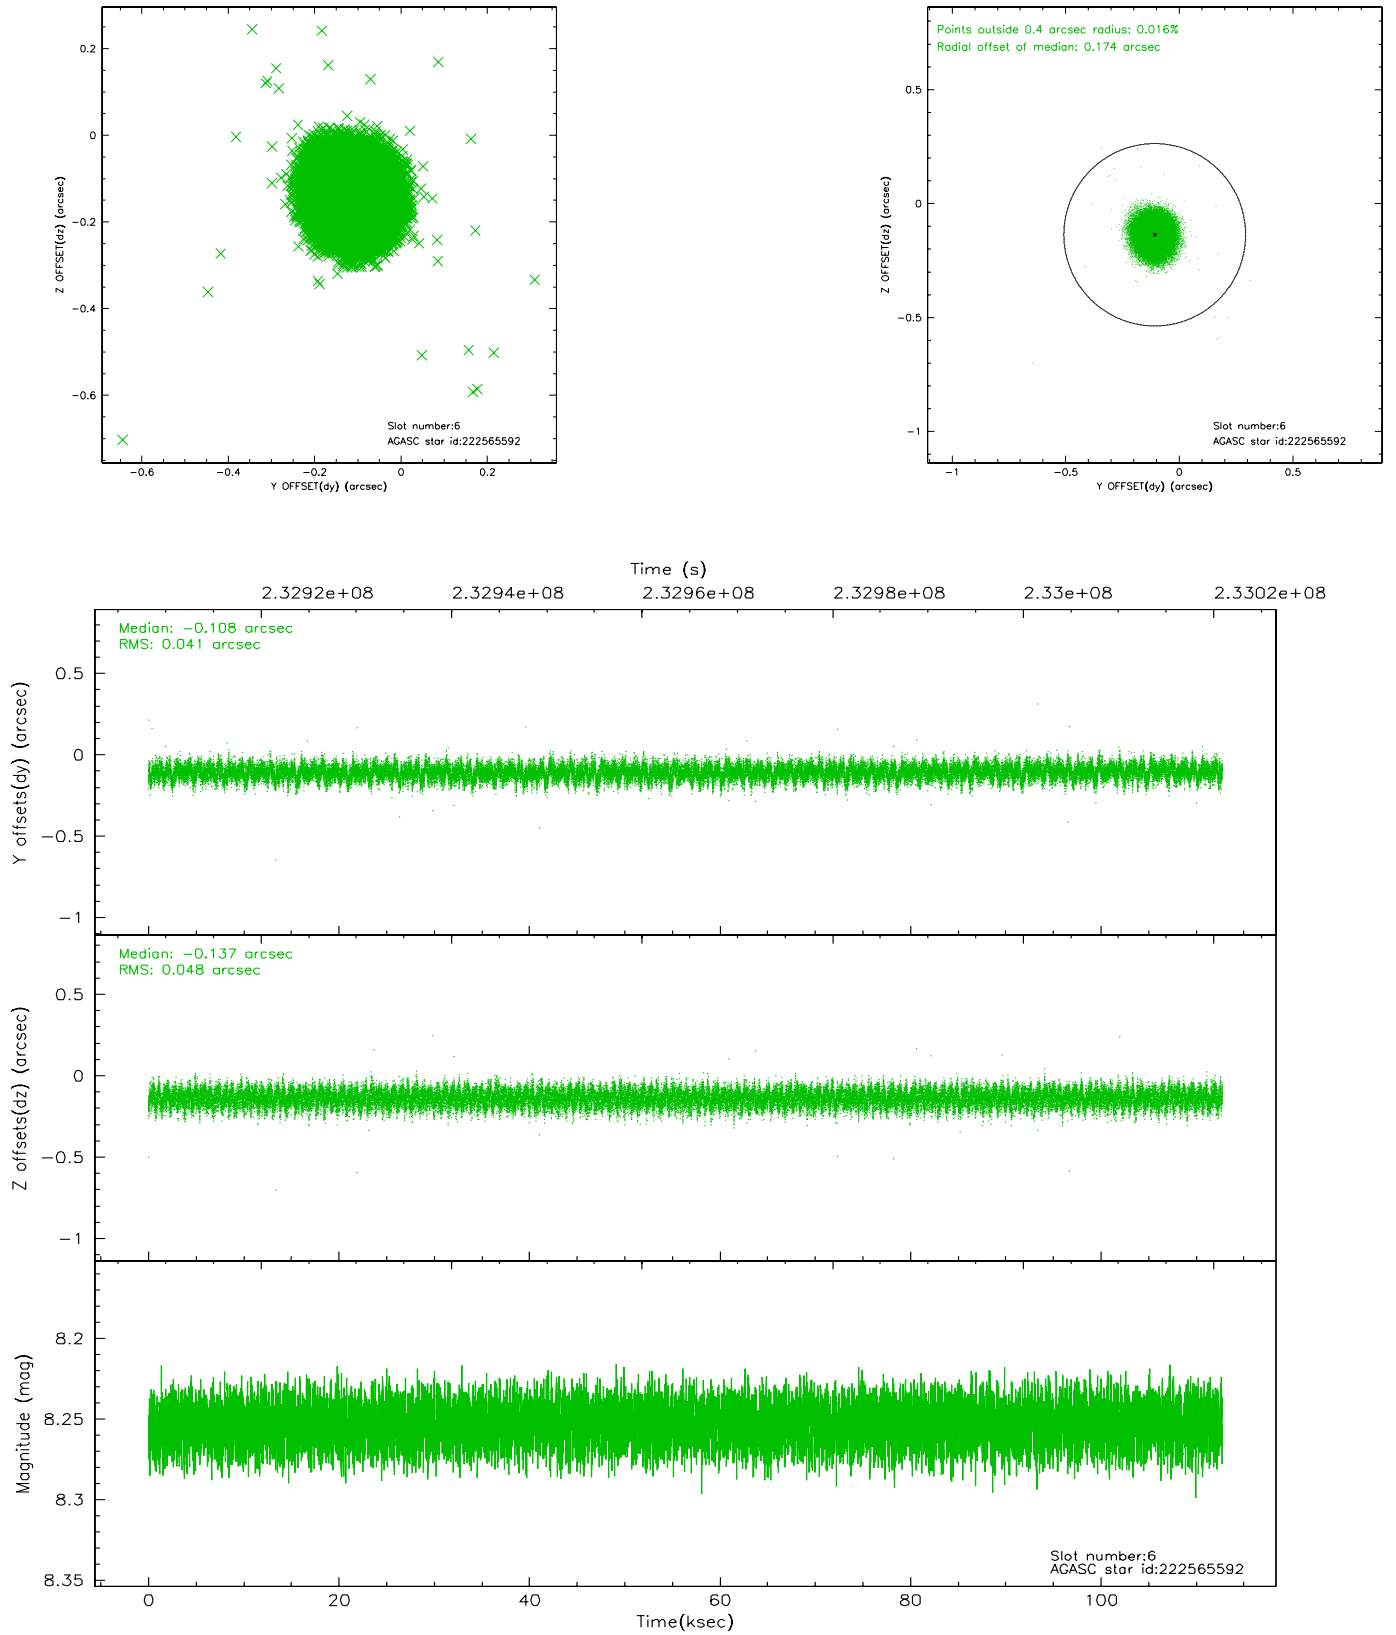 0.2
0
−0.2
−0.4
−0.6
Z OFFSET(dz) (arcsec)
Slot number:6
AGASC star id:222565592
−0.6 −0.4 −0.2 0 0.2
Y OFFSET(dy) (arcsec)
Points outside 0.4 arcsec radius: 0.016%
Radial offset of median: 0.174 arcsec
0.5
0
−0.5
−1
Z OFFSET(dz) (arcsec)
Slot number:6
AGASC star id:222565592
−1 −0.5 0 0.5
Y OFFSET(dy) (arcsec)
Time (s)
2.3292e+08 2.3294e+08 2.3296e+08 2.3298e+08 2.33e+08 2.3302e+08
Median: −0.108 arcsec
RMS: 0.041 arcsec
0.5
0
−0.5
−1
Y offsets(dy) (arcsec)
Median: −0.137 arcsec
RMS: 0.048 arcsec
0.5
0
−0.5
−1
Z offsets(dz) (arcsec)
8.2
8.25
8.3
8.35
Magnitude (mag)
Slot number:6
AGASC star id:222565592
0 20 40 60 80 100
Time(ksec)